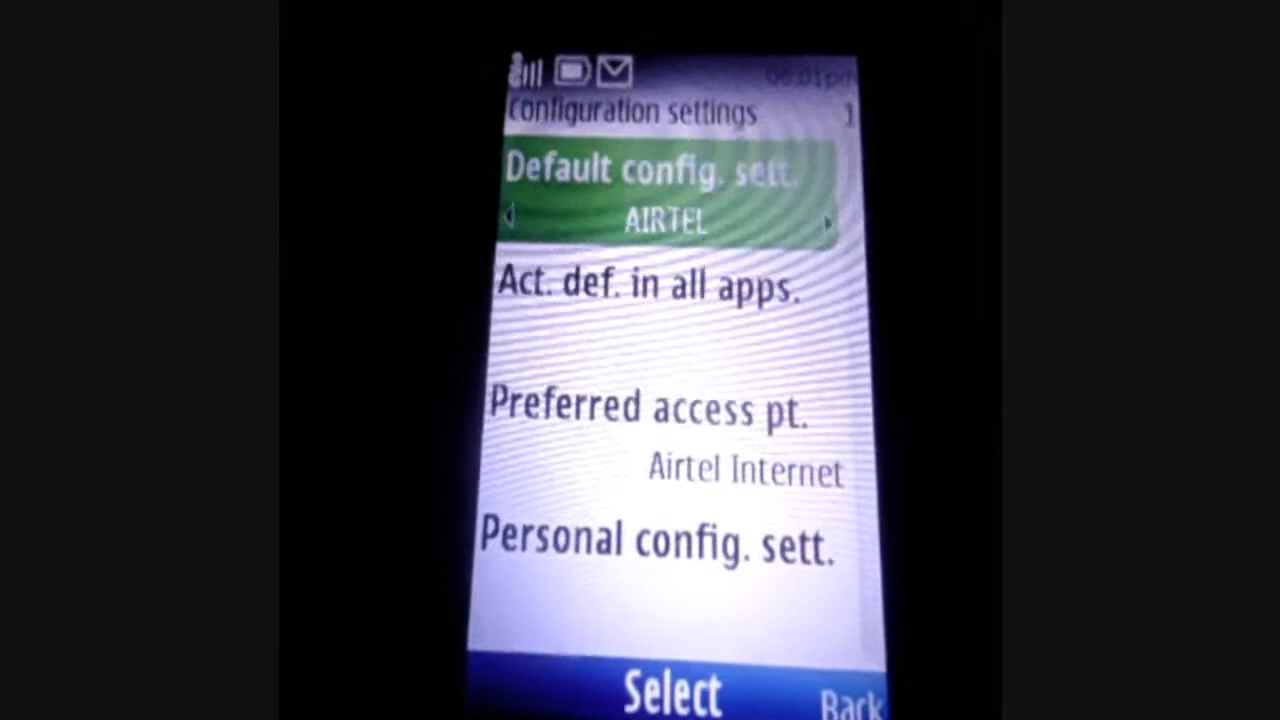 Configuration settings 1
Default config. sett.
AIRTEL
Act. def. in all apps.
Preferred access pt.
Airtel Internet
Personal config. sett.
Select
Back